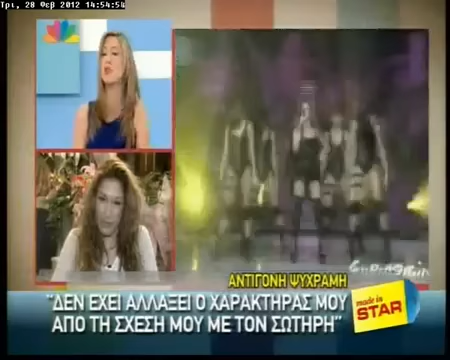 Τρι, 28 Φεβ 2012 14:54:54
ΑΝΤΙΓΟΝΗ ΨΥΧΡΑΜΗ
"ΔΕΝ ΕΧΕΙ ΑΛΛΑΞΕΙ Ο ΧΑΡΑΚΤΗΡΑΣ ΜΟΥ
ΑΠΟ ΤΗ ΣΧΕΣΗ ΜΟΥ ΜΕ ΤΟΝ ΣΩΤΗΡΗ"
made in
STAR